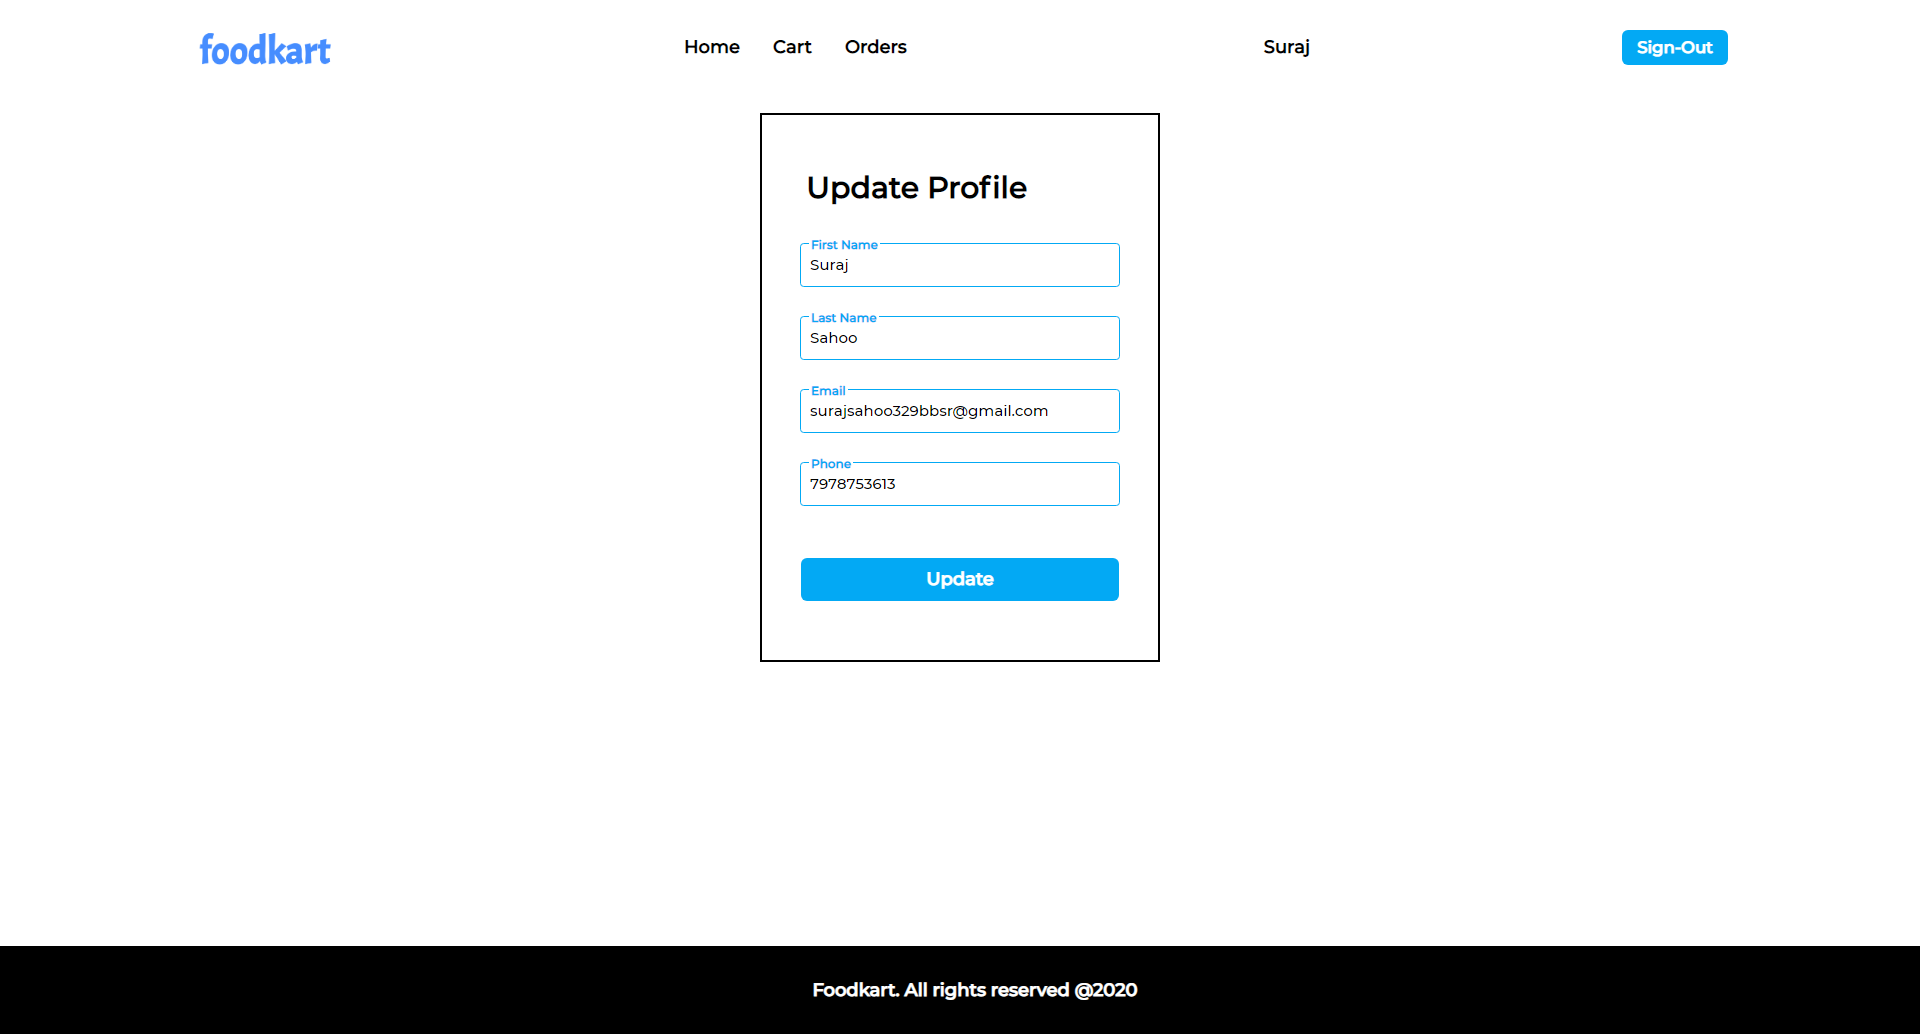 foodkart
Home Cart Orders Suraj Sign-Out
Update Profile
First Name
Suraj
Last Name
Sahoo
Email
surajsahoo329bbsr@gmail.com
Phone
7978753613
Update
Foodkart. All rights reserved @2020